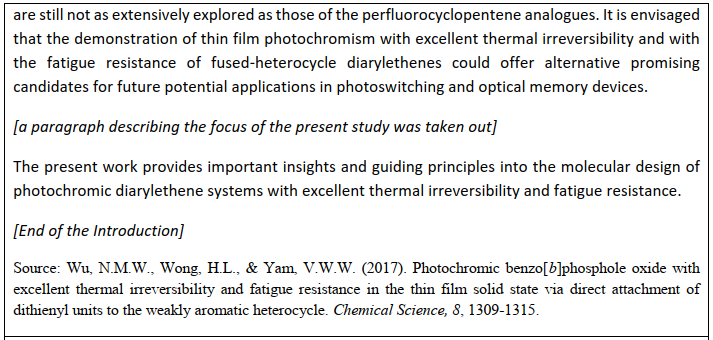 are still not as extensively explored as those of the perfluorocyclopentene analogues. It is envisaged
that the demonstration of thin film photochromism with excellent thermal irreversibility and with
the fatigue resistance of fused-heterocycle diarylethenes could offer alternative promising
candidates for future potential applications in photoswitching and optical memory devices.
[a paragraph describing the focus of the present study was taken out]
The present work provides important insights and guiding principles into the molecular design of
photochromic diarylethene systems with excellent thermal irreversibility and fatigue resistance.
[End of the Introduction]
Source: Wu, N.M.W., Wong, H.L., & Yam, V.W.W. (2017). Photochromic benzo[b]phosphole oxide with
excellent thermal irreversibility and fatigue resistance in the thin film solid state via direct attachment of
dithienyl units to the weakly aromatic heterocycle. Chemical Science, 8, 1309-1315.